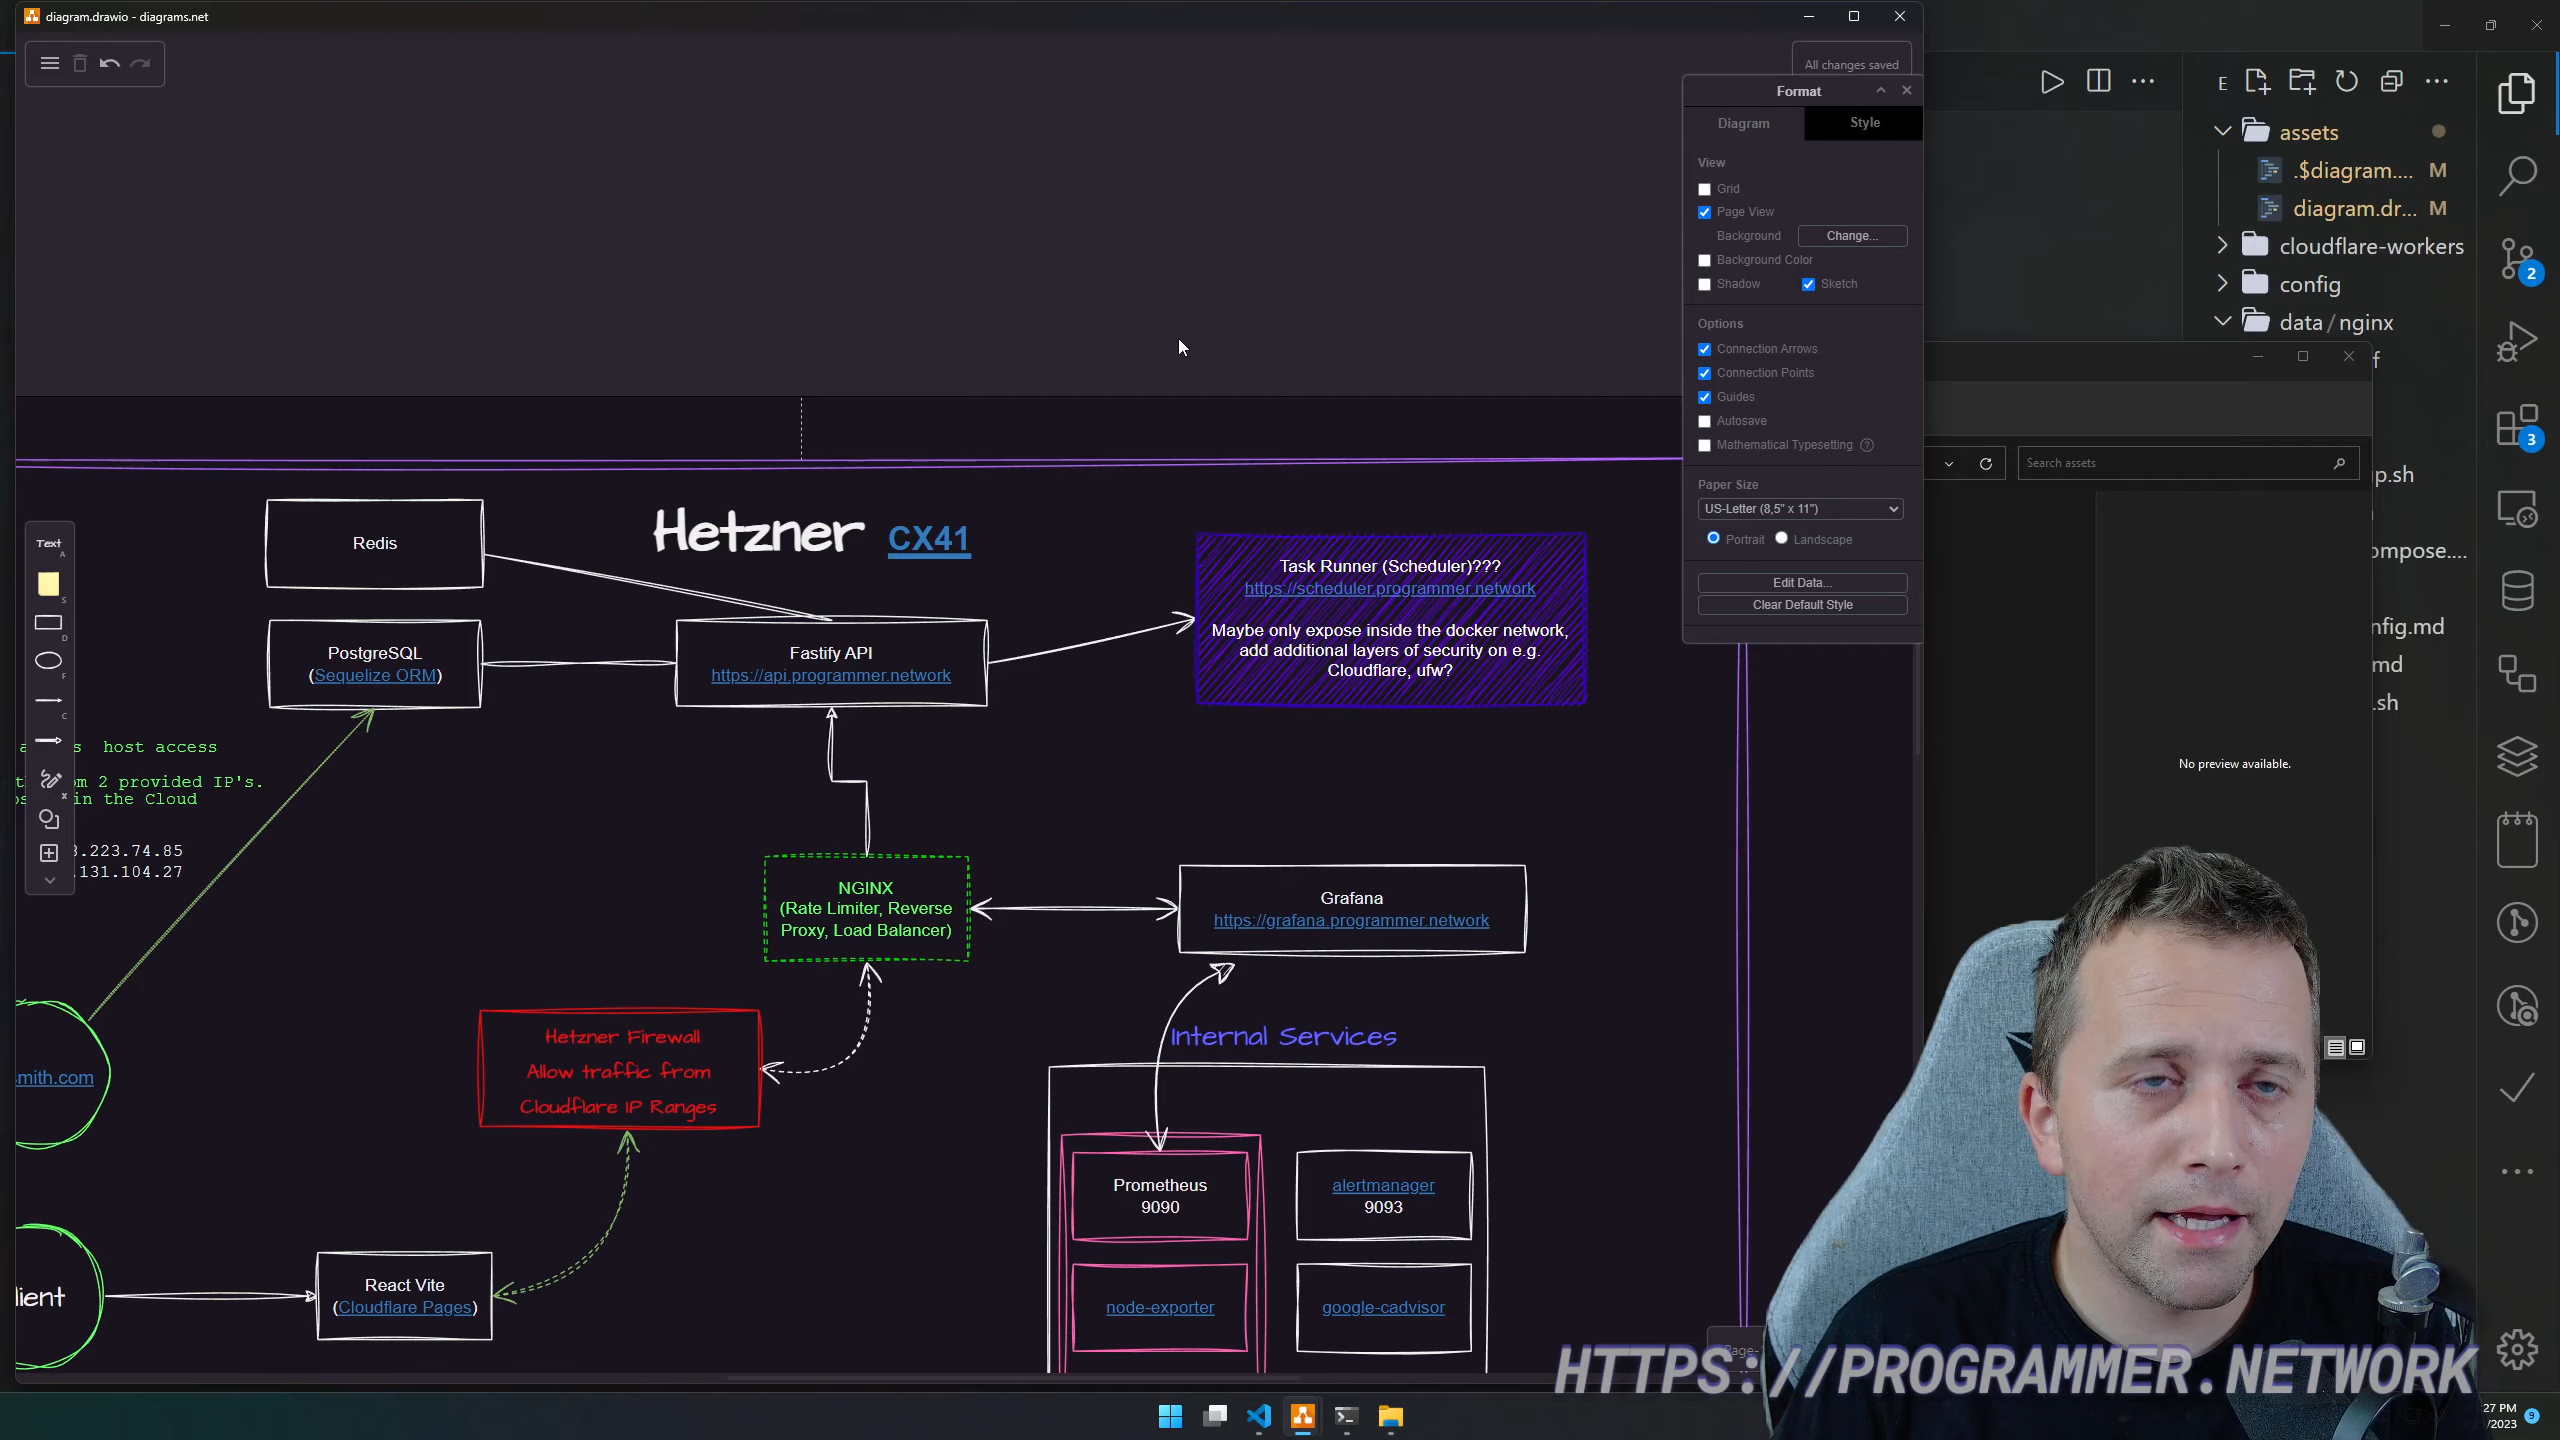 diagram.drawio - diagrams.net
All changes saved
Format
Diagram
Style
View
Grid
Page View
Background
Change...
Background Color
Shadow
Sketch
Options
Connection Arrows
Connection Points
Guides
Autosave
Mathematical Typesetting
Paper Size
US-Letter (8,5" x 11")
Portrait
Landscape
Edit Data...
Clear Default Style
Text
Redis
Hetzner CX41
PostgreSQL
(Sequelize ORM)
Fastify API
https://api.programmer.network
Task Runner (Scheduler)???
https://scheduler.programmer.network
Maybe only expose inside the docker network,
add additional layers of security on e.g.
Cloudflare, ufw?
host access
om 2 provided IP's.
in the Cloud
.223.74.85
.131.104.27
NGINX
(Rate Limiter, Reverse
Proxy, Load Balancer)
Grafana
https://grafana.programmer.network
Hetzner Firewall
Allow traffic from
Cloudflare IP Ranges
Internal Services
smith.com
Prometheus
9090
alertmanager
9093
node-exporter
google-cadvisor
lient
React Vite
(Cloudflare Pages)
E
assets
.$diagram.... M
diagram.dr... M
cloudflare-workers
config
data / nginx
f
Search assets
p.sh
ompose....
nfig.md
md
.sh
No preview available.
2
3
Page-
HTTPS://PROGRAMMER.NETWORK
27 PM
/2023
9